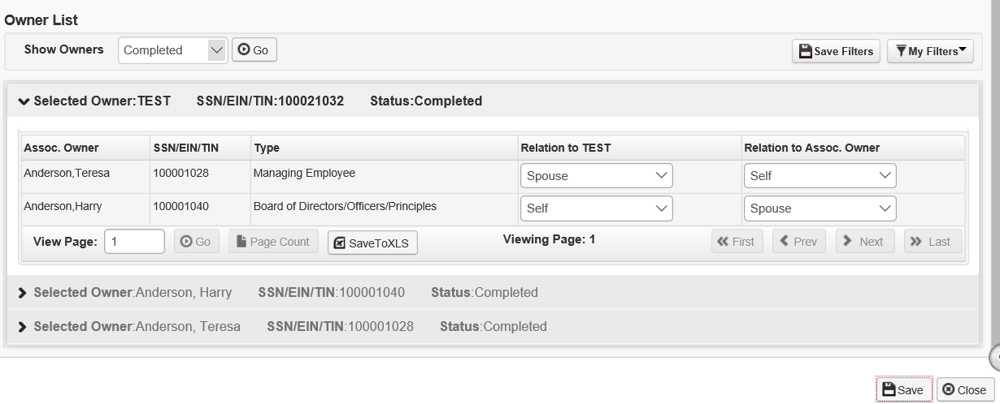 Owner List
Show Owners Completed Go Save Filters My Filters
Selected Owner:TEST SSN/EIN/TIN:100021032 Status:Completed
Assoc. Owner SSN/EIN/TIN Type Relation to TEST Relation to Assoc. Owner
Anderson,Teresa 100001028 Managing Employee Spouse Self
Anderson,Harry 100001040 Board of Directors/Officers/Principles Self Spouse
View Page: 1 Go Page Count SaveToXLS Viewing Page: 1 First Prev Next Last
Selected Owner:Anderson, Harry SSN/EIN/TIN:100001040 Status:Completed
Selected Owner:Anderson, Teresa SSN/EIN/TIN:100001028 Status:Completed
Save Close